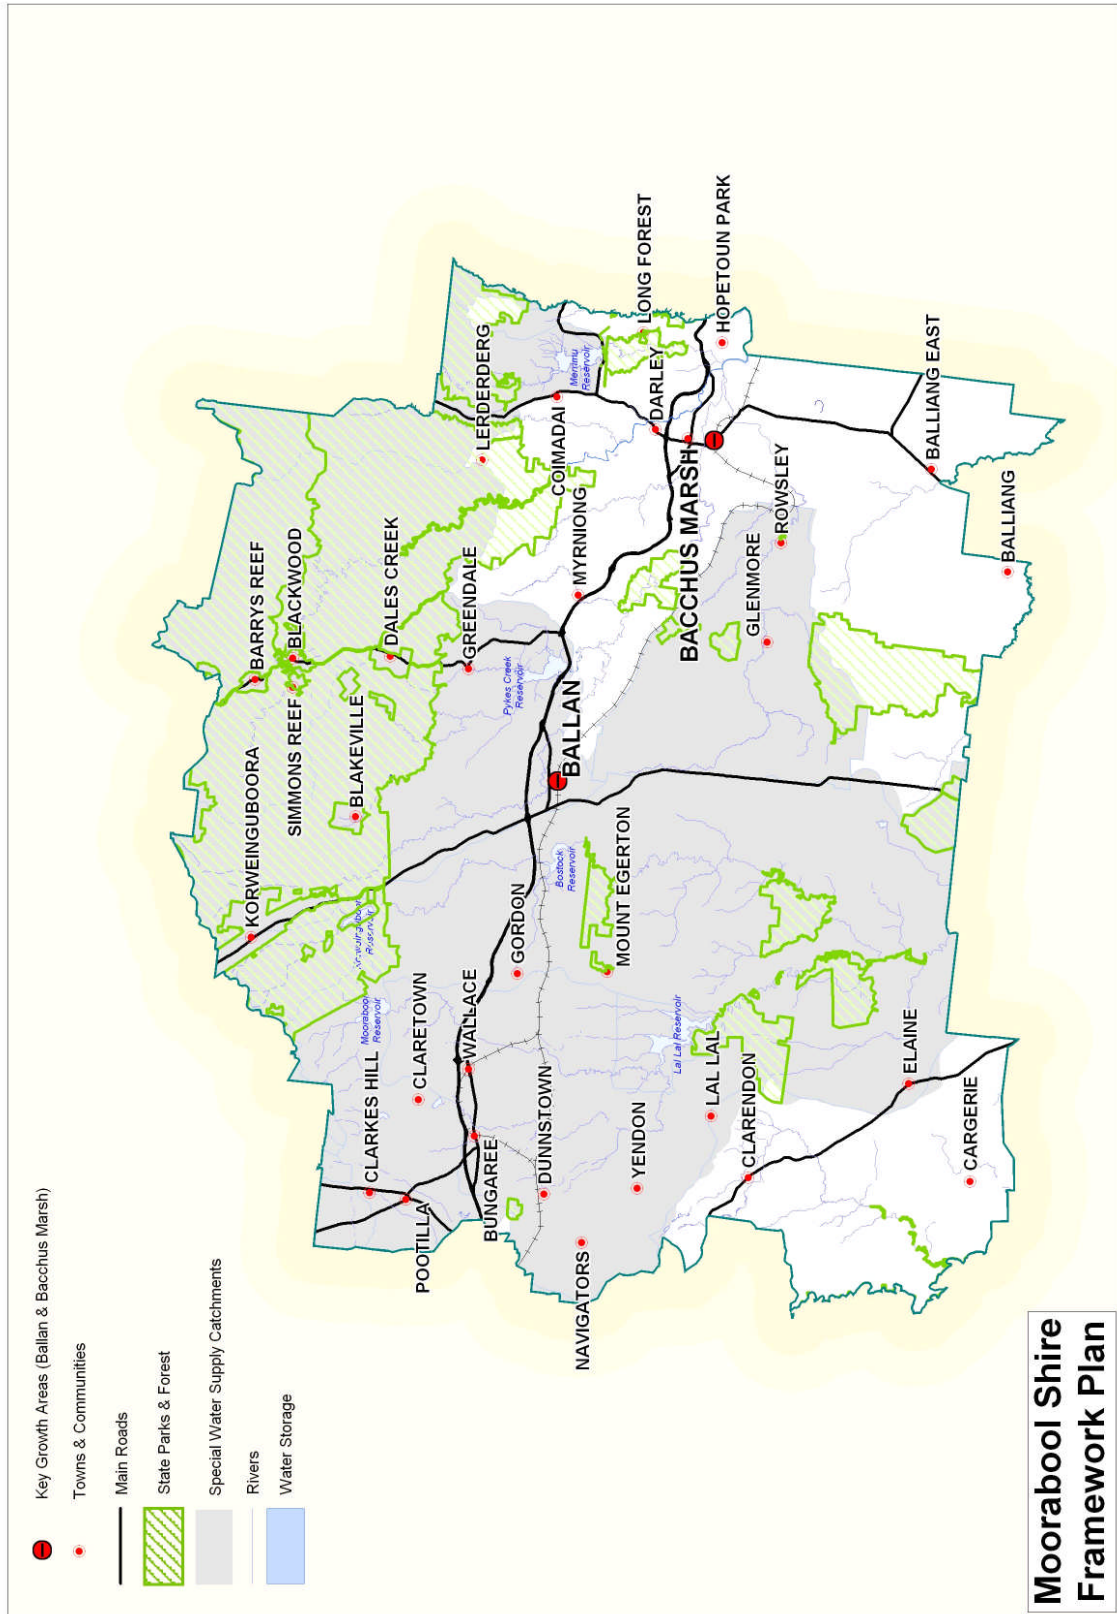 Key Growth Areas (Ballan & Bacchus Marsh)
Towns & Communities
Main Roads
State Parks & Forest
Special Water Supply Catchments
Rivers
Water Storage
Moorabool Shire
Framework Plan
KORWEINGUBOORA
BARRYS REEF
BLACKWOOD
SIMMONS REEF
BLAKEVILLE
DALES CREEK
GREENDALE
LERDERDERG
COIMADAI
Merrimu
Reservoir
LONG FOREST
DARLEY
HOPETOUN PARK
MYRNIONG
BACCHUS MARSH
Pykes Creek
Reservoir
BALLAN
Reservoir
Moorabool
Reservoir
CLARKES HILL
CLARETOWN
WALLACE
GORDON
Bostock
Reservoir
MOUNT EGERTON
POOTILLA
BUNGAREE
DUNNSTOWN
NAVIGATORS
YENDON
Lal Lal Reservoir
LAL LAL
CLARENDON
ELAINE
CARGERIE
GLENMORE
ROWSLEY
BALLIANG EAST
BALLIANG